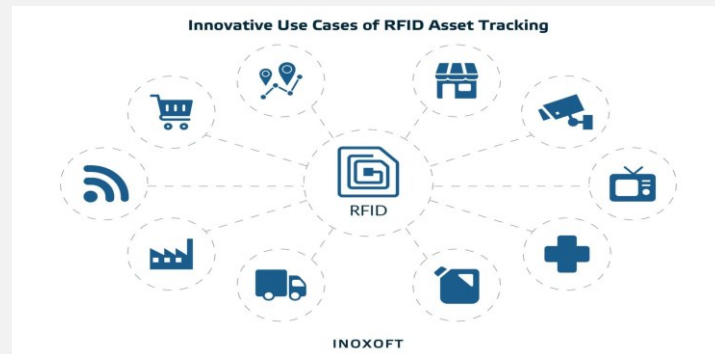 Innovative Use Cases of RFID Asset Tracking
RFID
INOXOFT